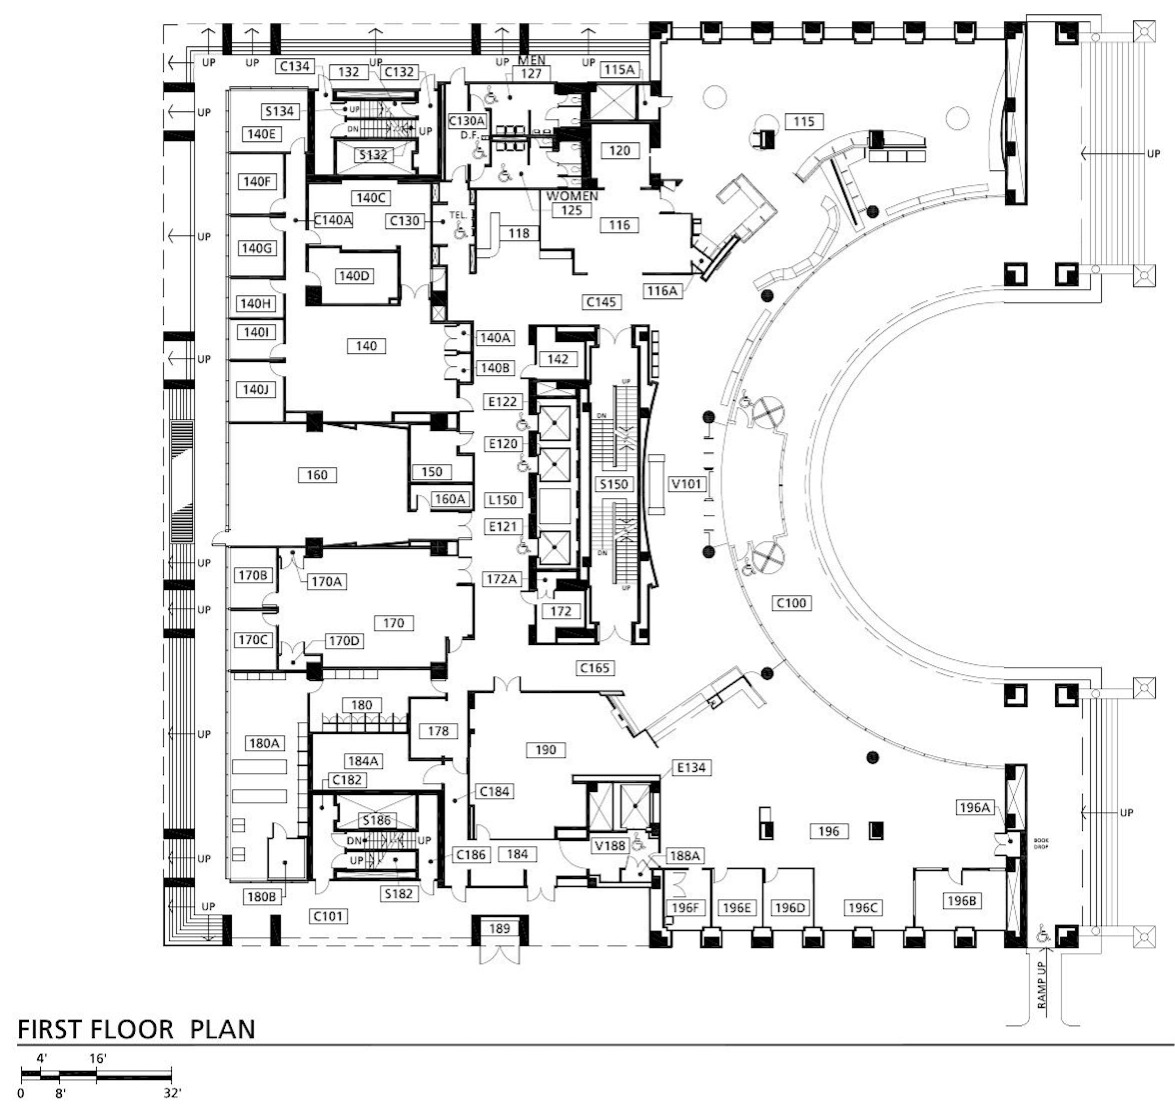 UP
UP
UP
UP
UP
MEN
UP
C134
132
C132
127
115A
S134
UP
UP
140E
C130A
115
DN
UP
D.F.
S132
120
UP
140F
140C
WOMEN
125
C140A
C130
TEL.
118
116
UP
140G
140D
116A
140H
C145
140I
140
140A
142
UP
140B
140J
UP
E122
DN
E120
160
150
L150
S150
V101
160A
E121
DN
UP
170B
170A
172A
UP
C100
UP
170
172
170C
170D
C165
180
178
UP
180A
190
184A
C182
E134
C184
196A
UP
S186
196
DN
UP
V188
BOOK
DROP
UP
184
C186
188A
UP
180B
S182
196B
UP
196F
196E
196D
196C
C101
189
RAMP UP
FIRST FLOOR PLAN
4'
16'
0
8'
32'